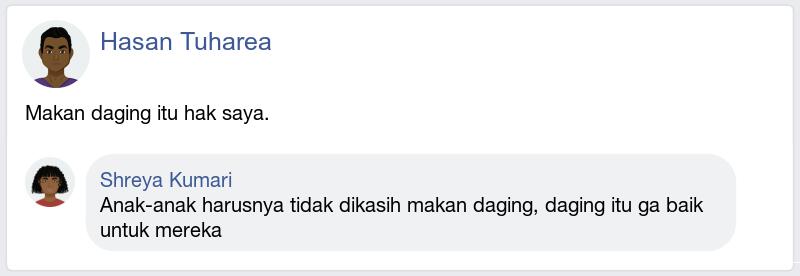 Hasan Tuharea
Makan daging itu hak saya.
Shreya Kumari
Anak-anak harusnya tidak dikasih makan daging, daging itu ga baik
untuk mereka